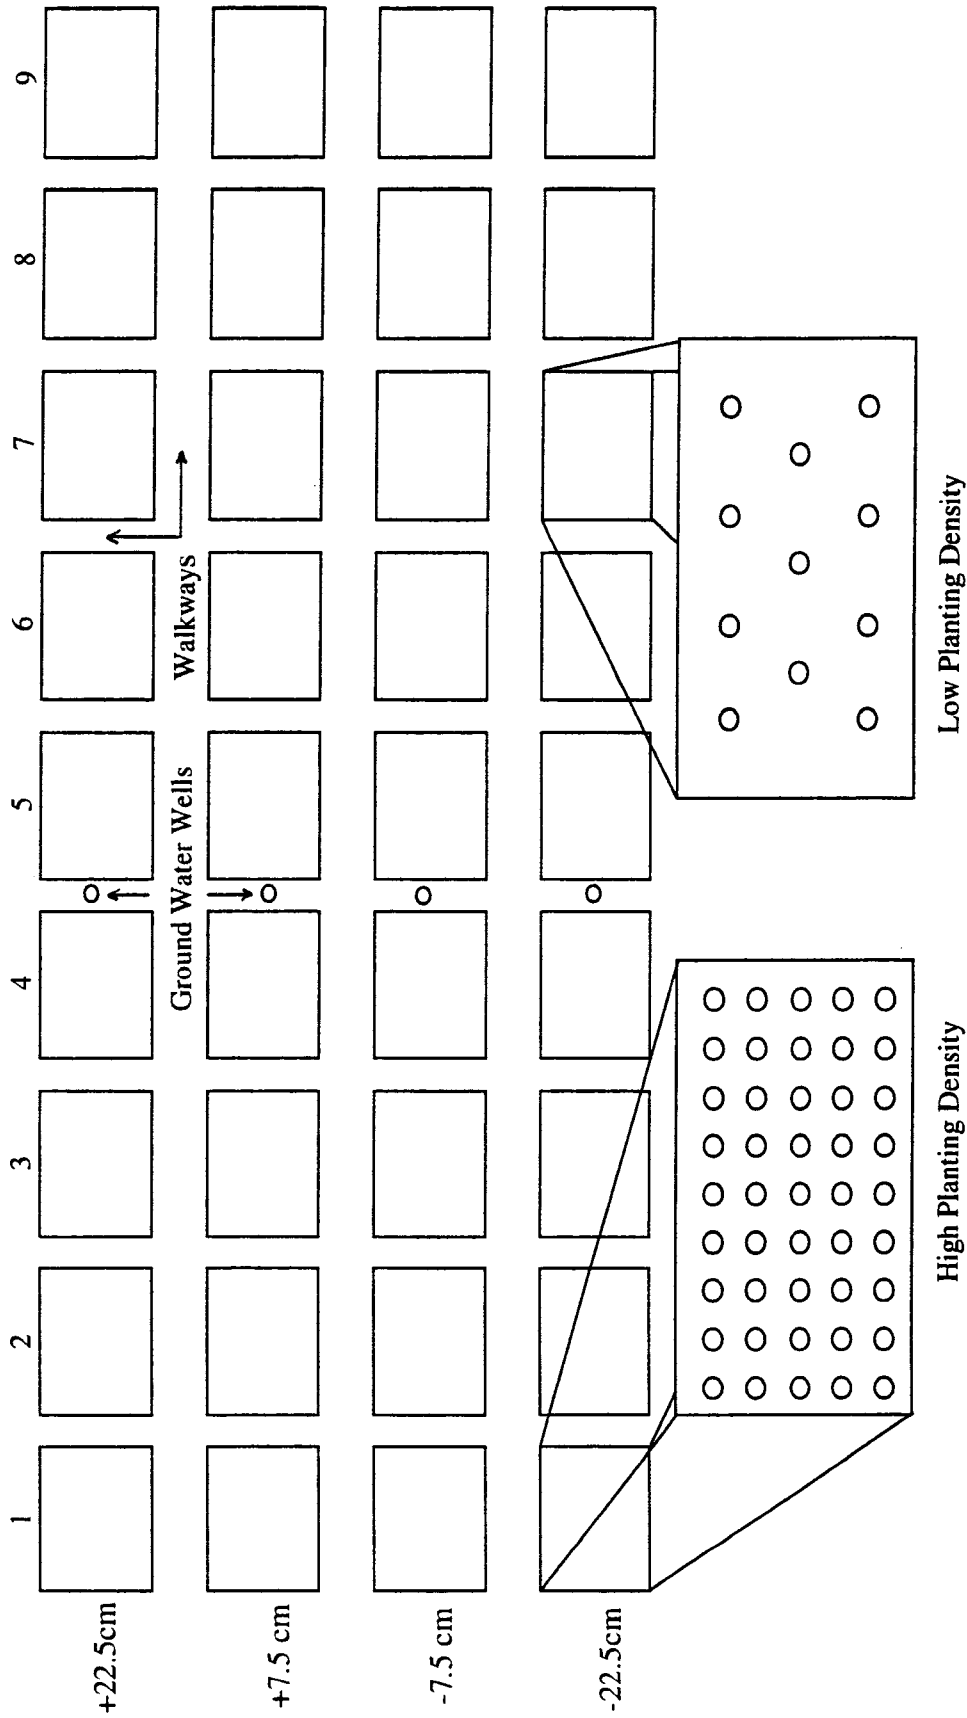 1 2 3 4 5 6 7 8 9
+22.5cm
Ground Water Wells
Walkways
+7.5 cm
-7.5 cm
-22.5cm
High Planting Density
Low Planting Density